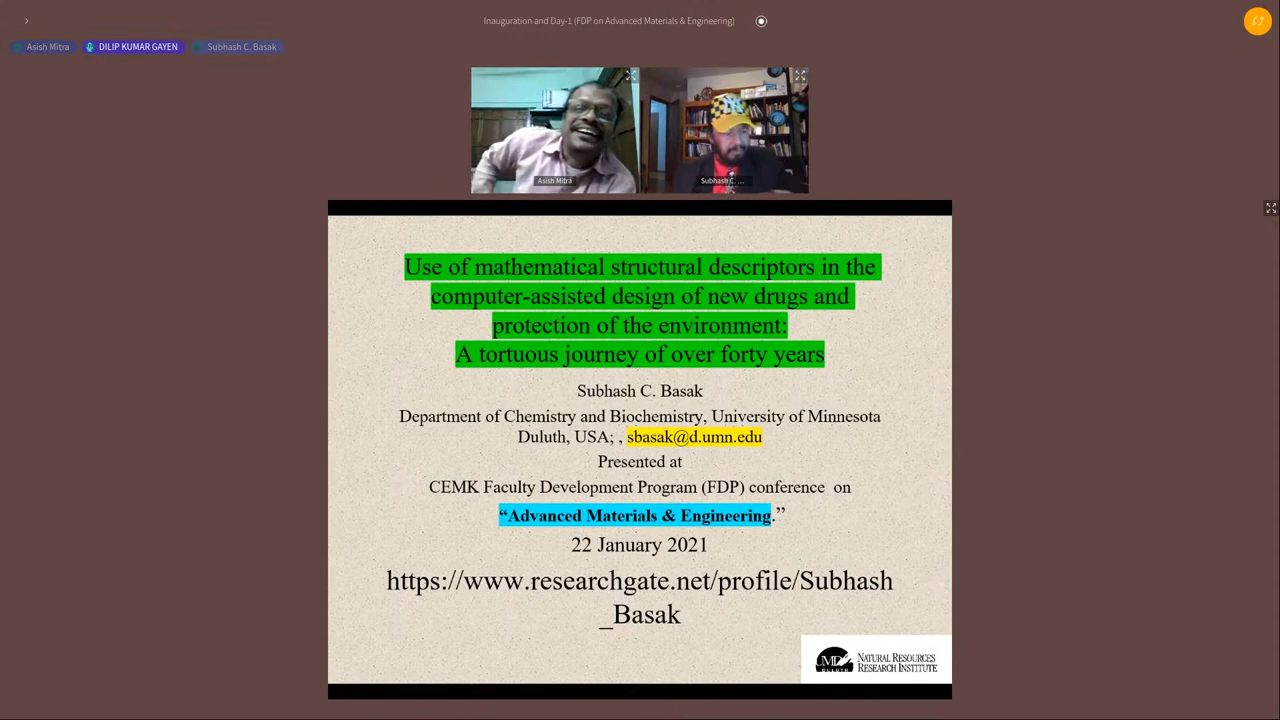 Inauguration and Day-1 (FDP on Advanced Materials & Engineering)
Asish Mitra
DILIP KUMAR GAYEN
Subhash C. Basak
Asish Mitra
Subhash C. ...
Use of mathematical structural descriptors in the
computer-assisted design of new drugs and
protection of the environment:
A tortuous journey of over forty years
Subhash C. Basak
Department of Chemistry and Biochemistry, University of Minnesota
Duluth, USA; , sbasak@d.umn.edu
Presented at
CEMK Faculty Development Program (FDP) conference on
“Advanced Materials & Engineering.”
22 January 2021
https://www.researchgate.net/profile/Subhash
_Basak
UMD
DULUTH
NATURAL RESOURCES
RESEARCH INSTITUTE